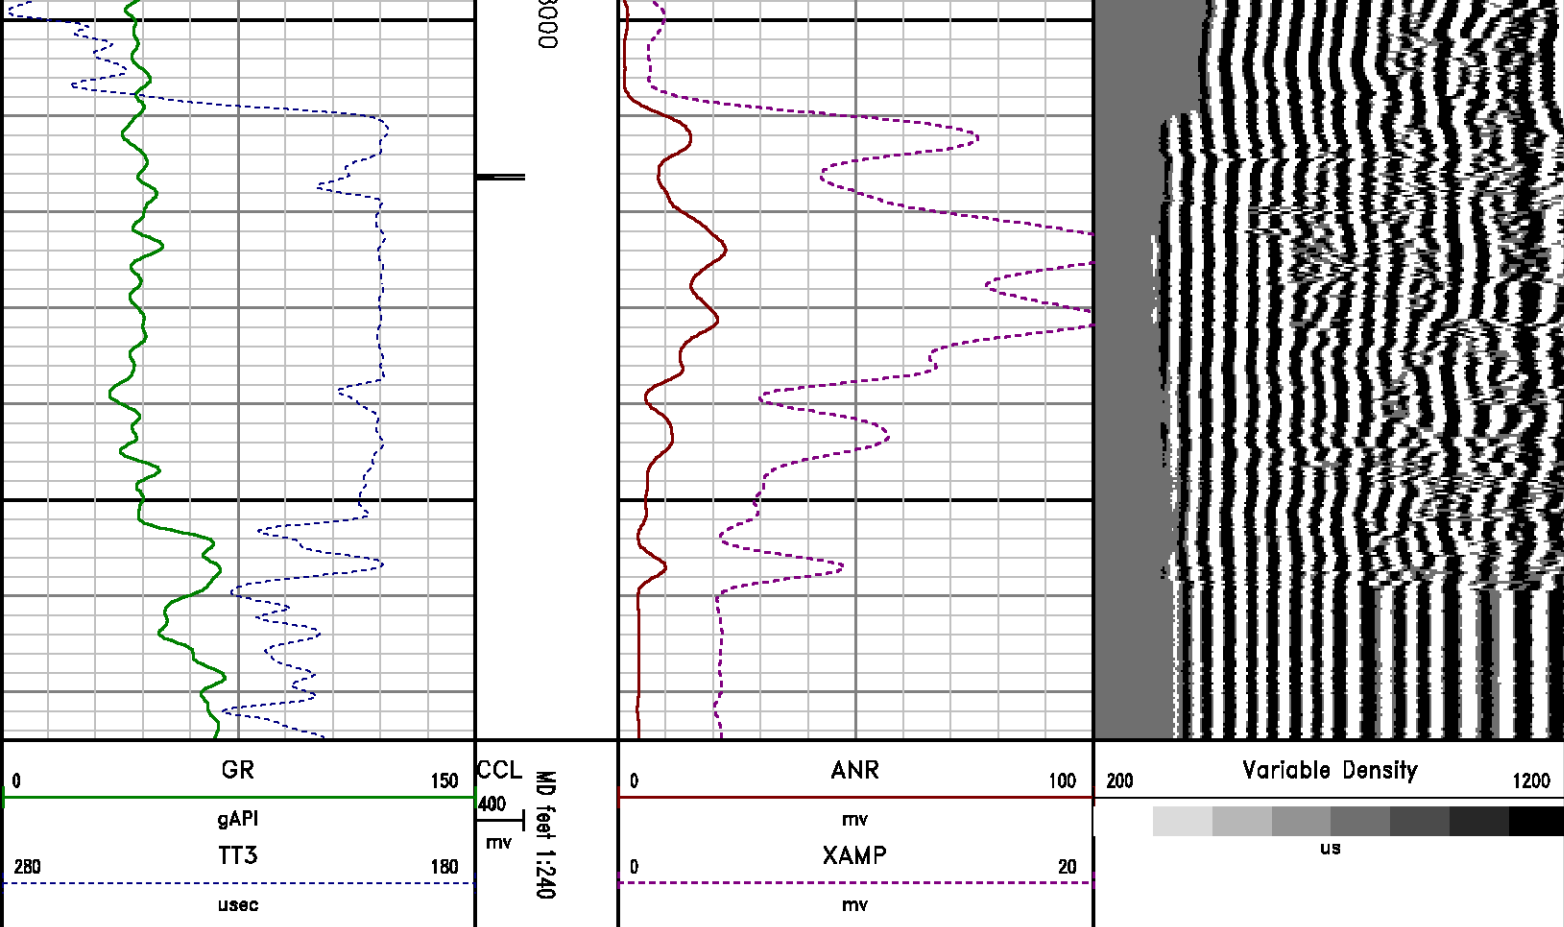 GR
0 150
gAPI
TT3
280 180
usec
CCL
400
mv
MD feet 1:240
ANR
0 100
mv
XAMP
0 20
mv
Variable Density
200 1200
us